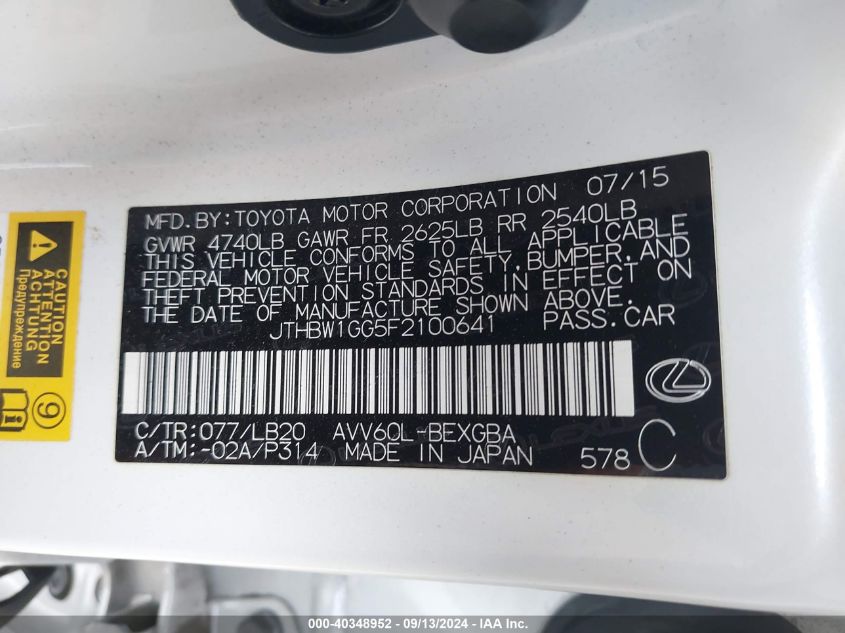 MFD.BY:TOYOTA MOTOR CORPORATION 07/15
GVWR 4740LB GAWR FR 2625LB RR 2540LB
THIS VEHICLE CONFORMS TO ALL APPLICABLE
FEDERAL MOTOR VEHICLE SAFETY,BUMPER,AND
THEFT PREVENTION STANDARDS IN EFFECT ON
THE DATE OF MANUFACTURE SHOWN ABOVE.
JTHBW1GG5F2100641 PASS.CAR
C/TR:077/LB20 AVV60L-BEXGBA
A/TM:-02A/P314 MADE IN JAPAN 578 C
CAUTION
ATTENTION
ACHTUNG
Предупреждение
9
000-40348952 - 09/13/2024 - IAA Inc.